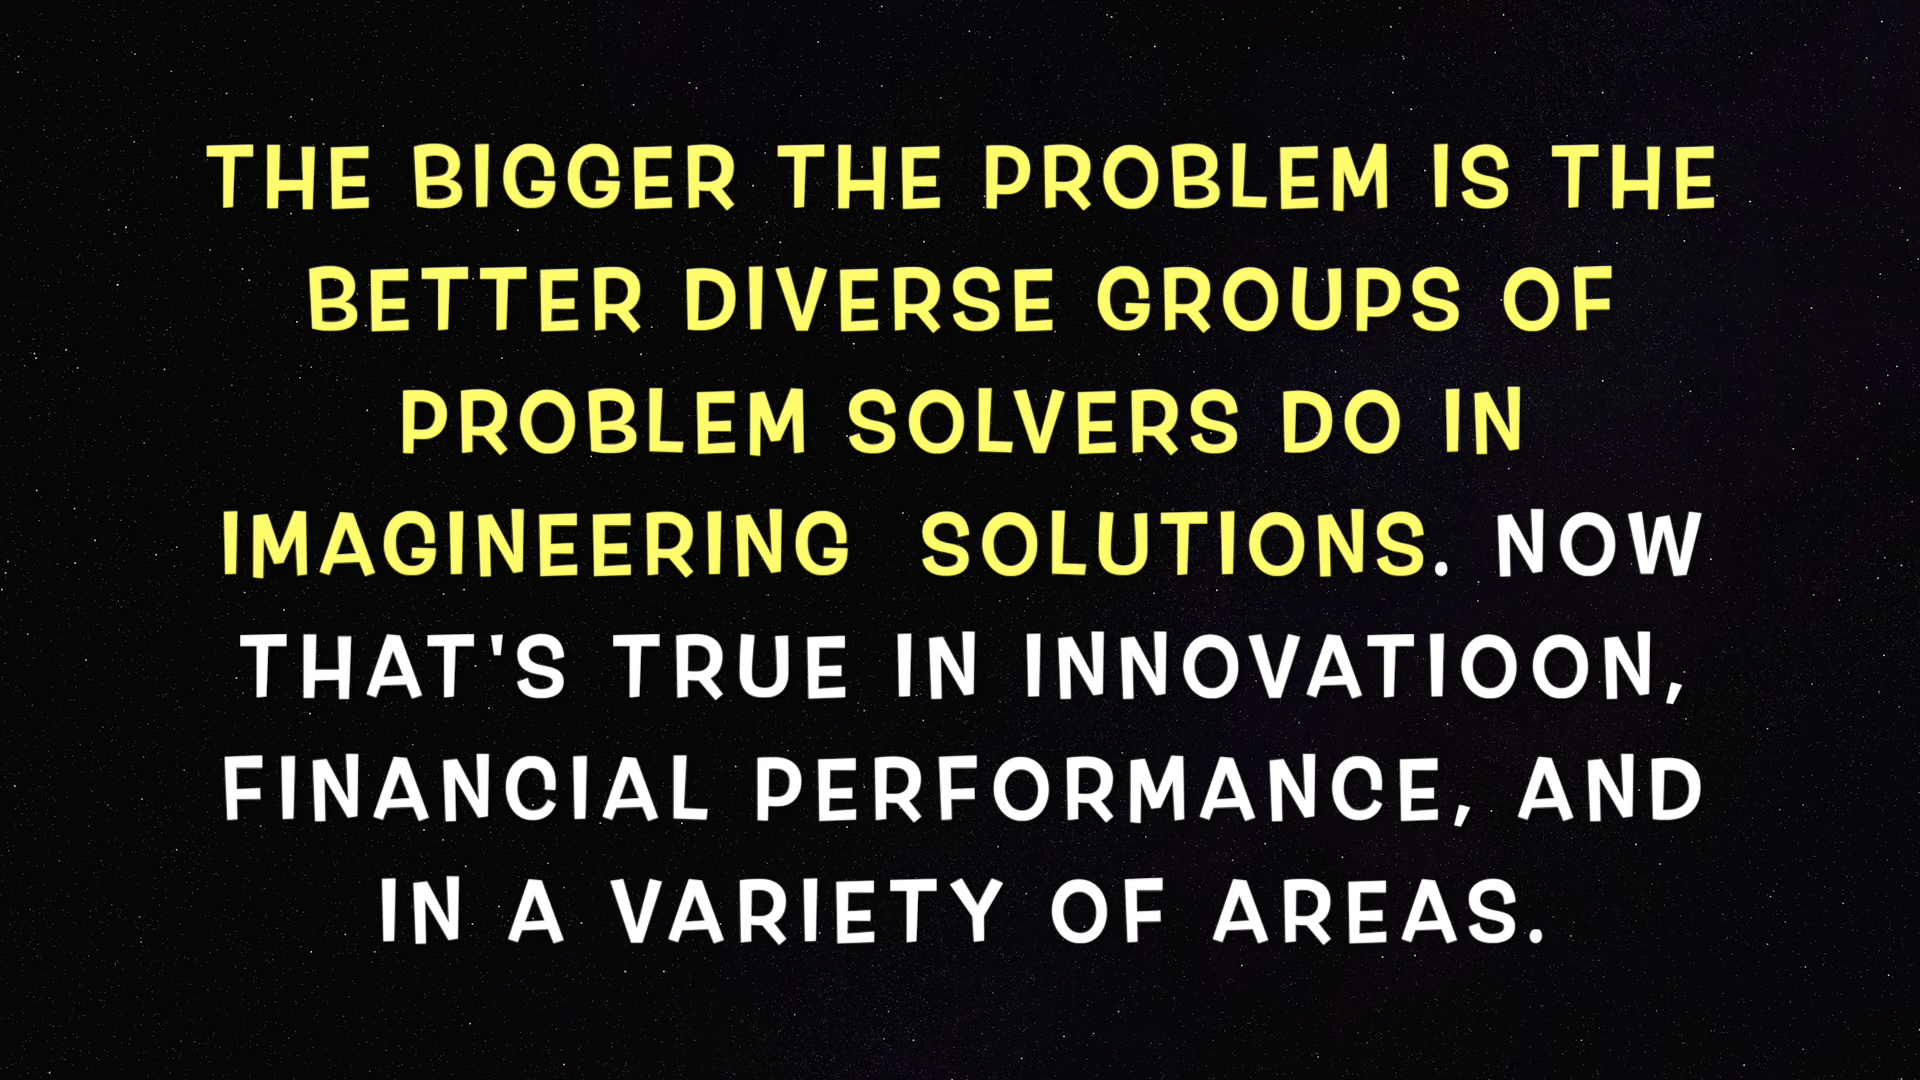 THE BIGGER THE PROBLEM IS THE
BETTER DIVERSE GROUPS OF
PROBLEM SOLVERS DO IN
IMAGINEERING  SOLUTIONS. NOW
THAT'S TRUE IN INNOVATIOON,
FINANCIAL PERFORMANCE, AND
IN A VARIETY OF AREAS.